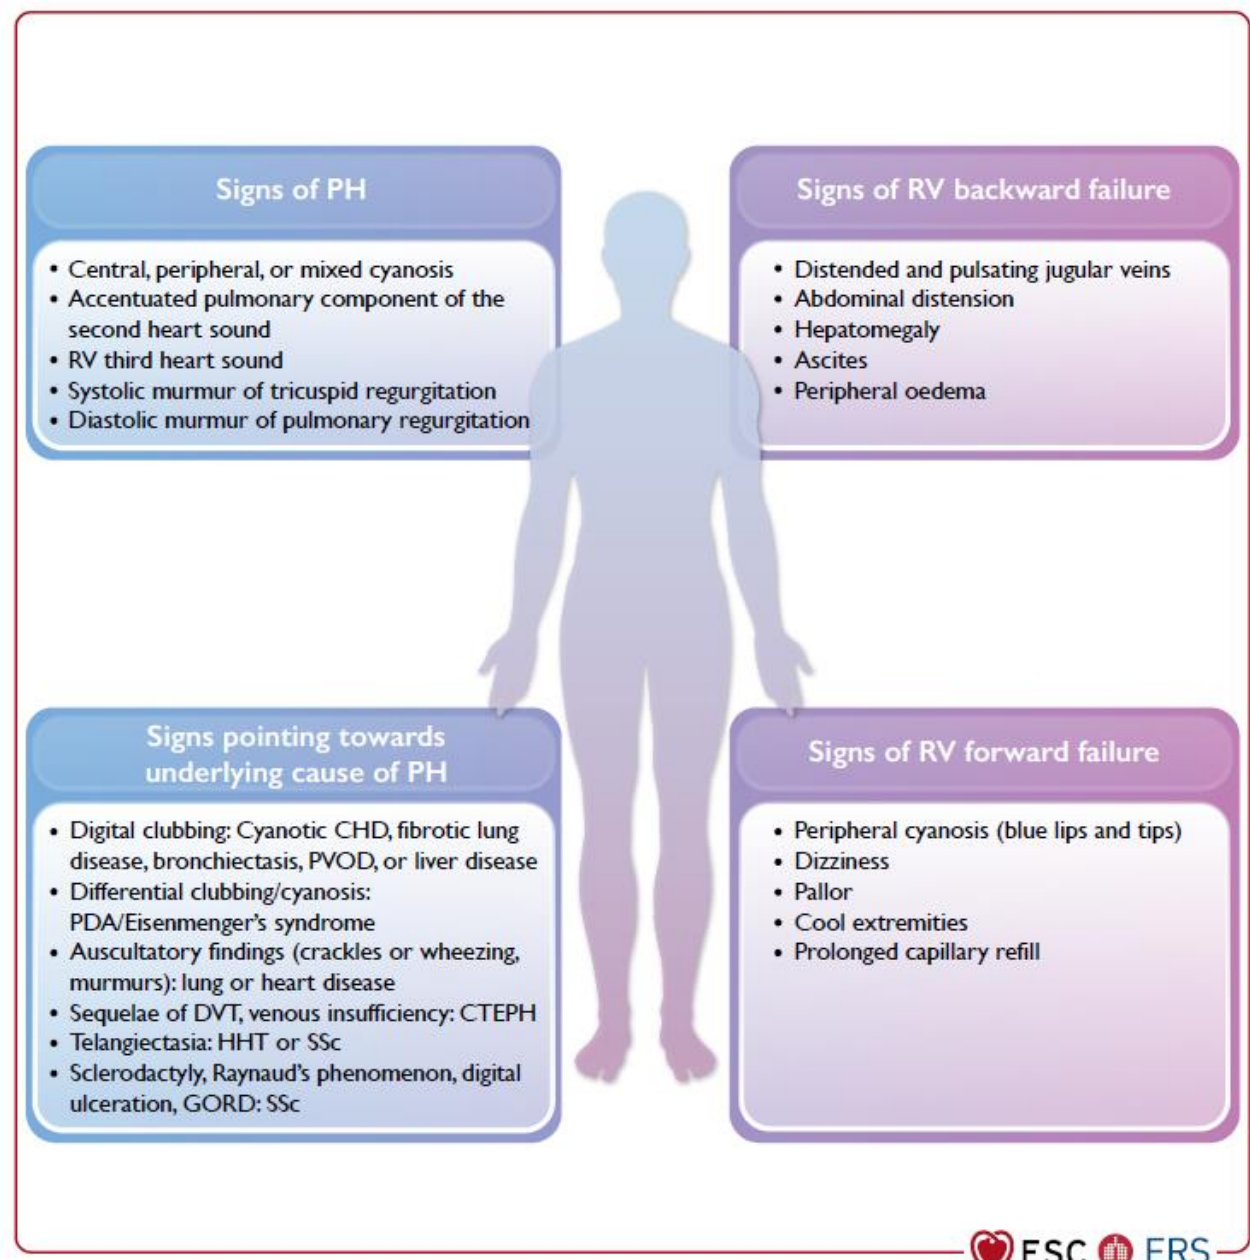 Signs of PH
• Central, peripheral, or mixed cyanosis
• Accentuated pulmonary component of the
second heart sound
• RV third heart sound
• Systolic murmur of tricuspid regurgitation
• Diastolic murmur of pulmonary regurgitation
Signs of RV backward failure
• Distended and pulsating jugular veins
• Abdominal distension
• Hepatomegaly
• Ascites
• Peripheral oedema
Signs pointing towards
underlying cause of PH
• Digital clubbing: Cyanotic CHD, fibrotic lung
disease, bronchiectasis, PVOD, or liver disease
• Differential clubbing/cyanosis:
PDA/Eisenmenger's syndrome
• Auscultatory findings (crackles or wheezing,
murmurs): lung or heart disease
• Sequelae of DVT, venous insufficiency: CTEPH
• Telangiectasia: HHT or SSc
• Sclerodactyly, Raynaud's phenomenon, digital
ulceration, GORD: SSc
Signs of RV forward failure
• Peripheral cyanosis (blue lips and tips)
• Dizziness
• Pallor
• Cool extremities
• Prolonged capillary refill
ESC ERS